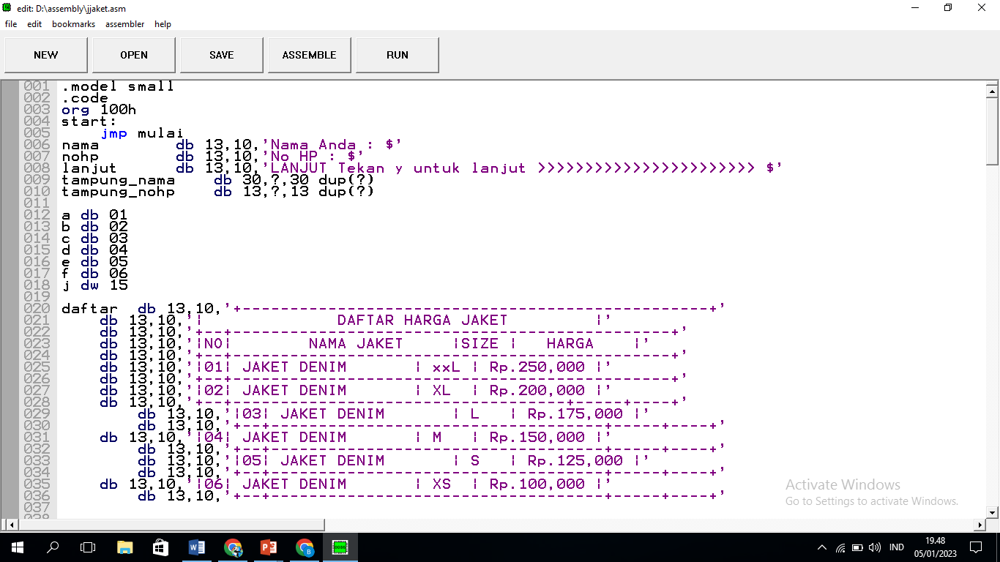 edit: D:\assembly\jjaket.asm
file edit bookmarks assembler help
NEW OPEN SAVE ASSEMBLE RUN
001 .model small
002 .code
003 org 100h
004 start:
005 jmp mulai
006 nama db 13,10,'Nama Anda : $'
007 nohp db 13,10,'No HP : $'
008 lanjut db 13,10,'LANJUT Tekan y untuk lanjut >>>>>>>>>>>>>>>>>>>>>>> $'
009 tampung_nama db 30,?,30 dup(?)
010 tampung_nohp db 13,?,13 dup(?)
011
012 a db 01
013 b db 02
014 c db 03
015 d db 04
016 e db 05
017 f db 06
018 j dw 15
019
020 daftar db 13,10,'+-------------------------------------------------+'
021 db 13,10,'| DAFTAR HARGA JAKET |'
022 db 13,10,'+--+----------------------------------------------+'
023 db 13,10,'|NO| NAMA JAKET |SIZE | HARGA |'
024 db 13,10,'+--+----------------------------------------------+'
025 db 13,10,'|01| JAKET DENIM | xxL | Rp.250,000 |'
026 db 13,10,'+--+----------------------------------------------+'
027 db 13,10,'|02| JAKET DENIM | XL | Rp.200,000 |'
028 db 13,10,'+--+-----------------------------------+-----+----+'
029 db 13,10,'|03| JAKET DENIM | L | Rp.175,000 |'
030 db 13,10,'+--+-----------------------------------+-----+----+'
031 db 13,10,'|04| JAKET DENIM | M | Rp.150,000 |'
032 db 13,10,'+--+-----------------------------------+-----+----+'
033 db 13,10,'|05| JAKET DENIM | S | Rp.125,000 |'
034 db 13,10,'+--+-----------------------------------+-----+----+'
035 db 13,10,'|06| JAKET DENIM | XS | Rp.100,000 |'
036 db 13,10,'+--+-----------------------------------+-----+----+'
037
038
Activate Windows
Go to Settings to activate Windows.
IND
19.48
05/01/2023